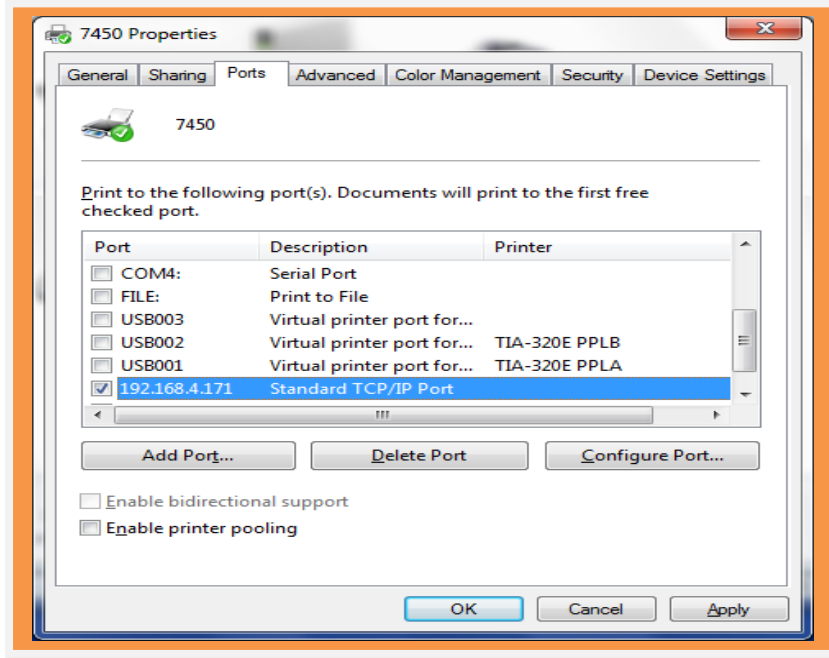 7450 Properties
General Sharing Ports Advanced Color Management Security Device Settings
7450
Print to the following port(s). Documents will print to the first free
checked port.
Port Description Printer
COM4: Serial Port
FILE: Print to File
USB003 Virtual printer port for...
USB002 Virtual printer port for... TIA-320E PPLB
USB001 Virtual printer port for... TIA-320E PPLA
192.168.4.171 Standard TCP/IP Port
Add Port... Delete Port Configure Port...
Enable bidirectional support
Enable printer pooling
OK Cancel Apply